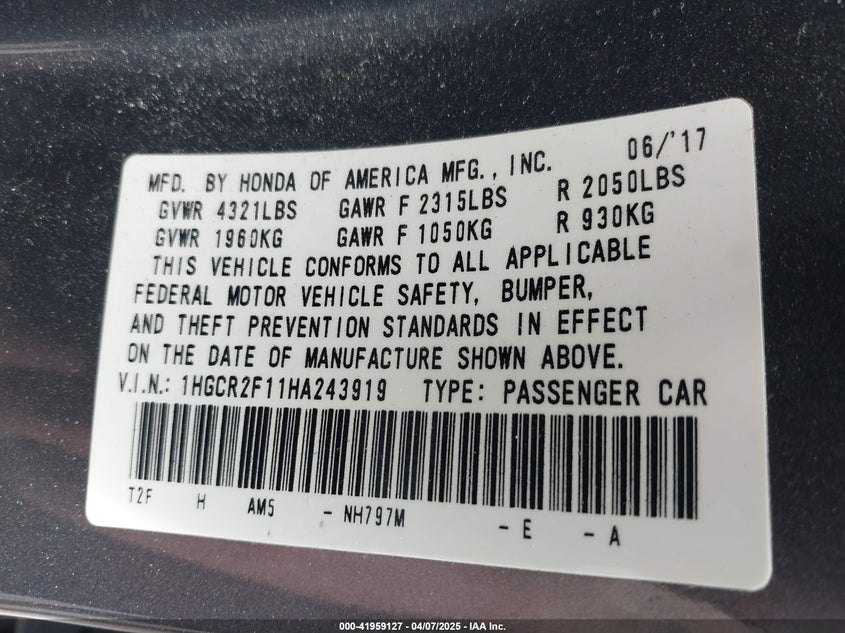 06/'17
MFD. BY HONDA OF AMERICA MFG., INC.
GVWR 4321LBS GAWR F 2315LBS R 2050LBS
GVWR 1960KG GAWR F 1050KG R 930KG
THIS VEHICLE CONFORMS TO ALL APPLICABLE
FEDERAL MOTOR VEHICLE SAFETY, BUMPER,
AND THEFT PREVENTION STANDARDS IN EFFECT
ON THE DATE OF MANUFACTURE SHOWN ABOVE.
V.I.N.: 1HGCR2F11HA243919 TYPE: PASSENGER CAR
T2F H AM5 - NH797M - E - A
000-41959127 - 04/07/2025 - IAA Inc.